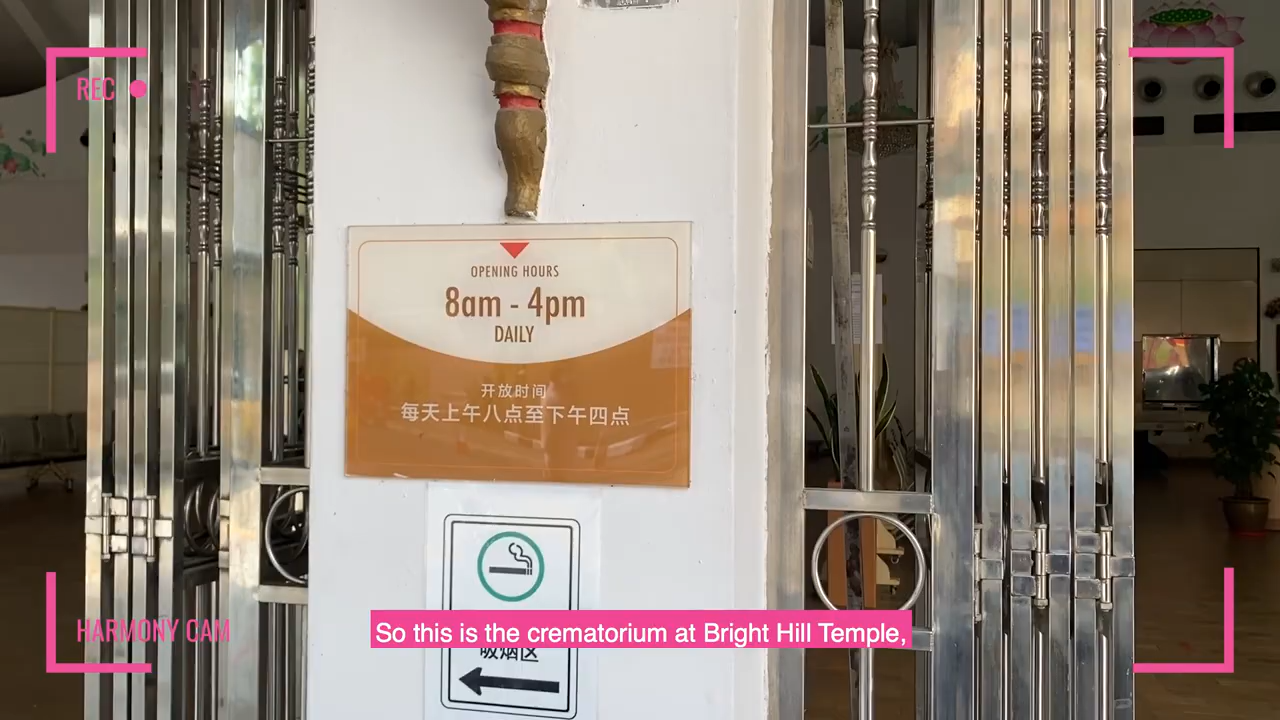 REC
OPENING HOURS
8am - 4pm
DAILY
开放时间
每天上午八点至下午四点
HARMONY CAM
So this is the crematorium at Bright Hill Temple,
吸烟区